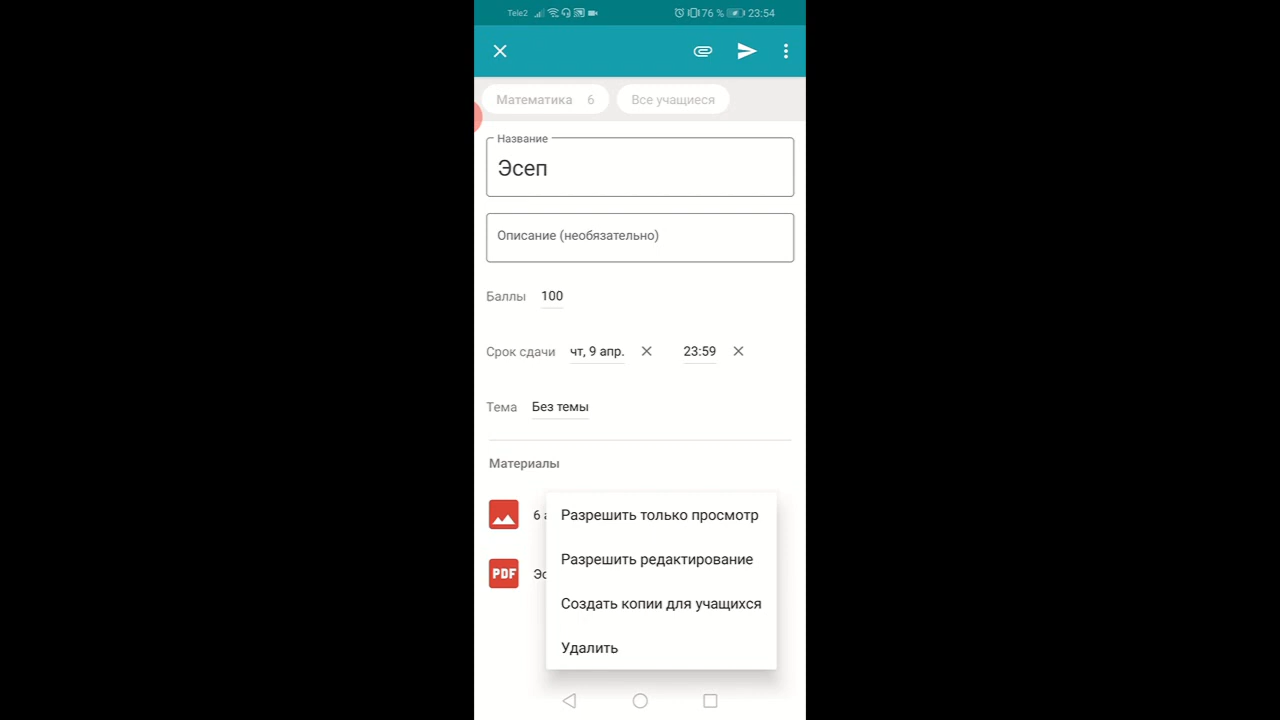 Tele2 76 % 23:54
Математика 6 Все учащиеся
Название
Эсеп
Описание (необязательно)
Баллы 100
Срок сдачи чт, 9 апр. 23:59
Тема Без темы
Материалы
6
Разрешить только просмотр
Разрешить редактирование
PDF
Создать копии для учащихся
Удалить